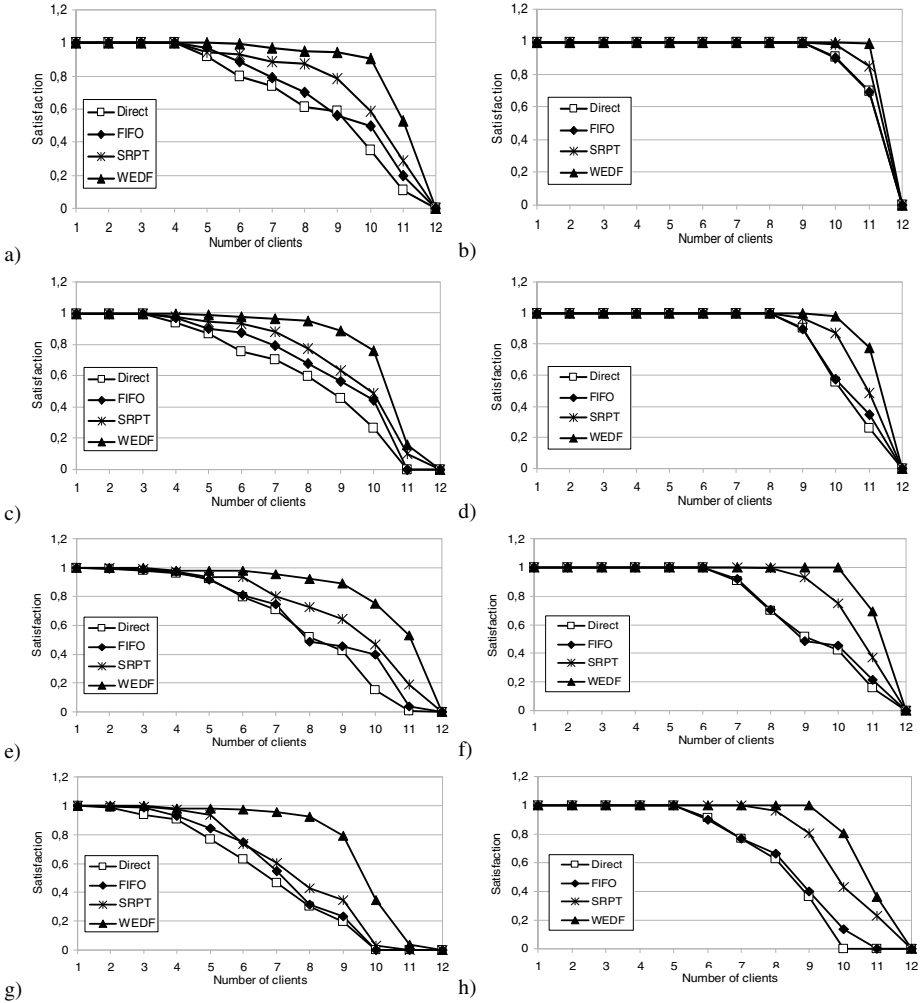 1,2
1
0,8
0,6
0,4
0,2
0
Satisfaction
Direct
FIFO
SRPT
WEDF
1 2 3 4 5 6 7 8 9 10 11 12
Number of clients
a)
1,2
1
0,8
0,6
0,4
0,2
0
Satisfaction
Direct
FIFO
SRPT
WEDF
1 2 3 4 5 6 7 8 9 10 11 12
Number of clients
b)
1,2
1
0,8
0,6
0,4
0,2
0
Satisfaction
Direct
FIFO
SRPT
WEDF
1 2 3 4 5 6 7 8 9 10 11 12
Number of clients
c)
1,2
1
0,8
0,6
0,4
0,2
0
Satisfaction
Direct
FIFO
SRPT
WEDF
1 2 3 4 5 6 7 8 9 10 11 12
Number of clients
d)
1,2
1
0,8
0,6
0,4
0,2
0
Satisfaction
Direct
FIFO
SRPT
WEDF
1 2 3 4 5 6 7 8 9 10 11 12
Number of clients
e)
1,2
1
0,8
0,6
0,4
0,2
0
Satisfaction
Direct
FIFO
SRPT
WEDF
1 2 3 4 5 6 7 8 9 10 11 12
Number of clients
f)
1,2
1
0,8
0,6
0,4
0,2
0
Satisfaction
Direct
FIFO
SRPT
WEDF
1 2 3 4 5 6 7 8 9 10 11 12
Number of clients
g)
1,2
1
0,8
0,6
0,4
0,2
0
Satisfaction
Direct
FIFO
SRPT
WEDF
1 2 3 4 5 6 7 8 9 10 11 12
Number of clients
h)